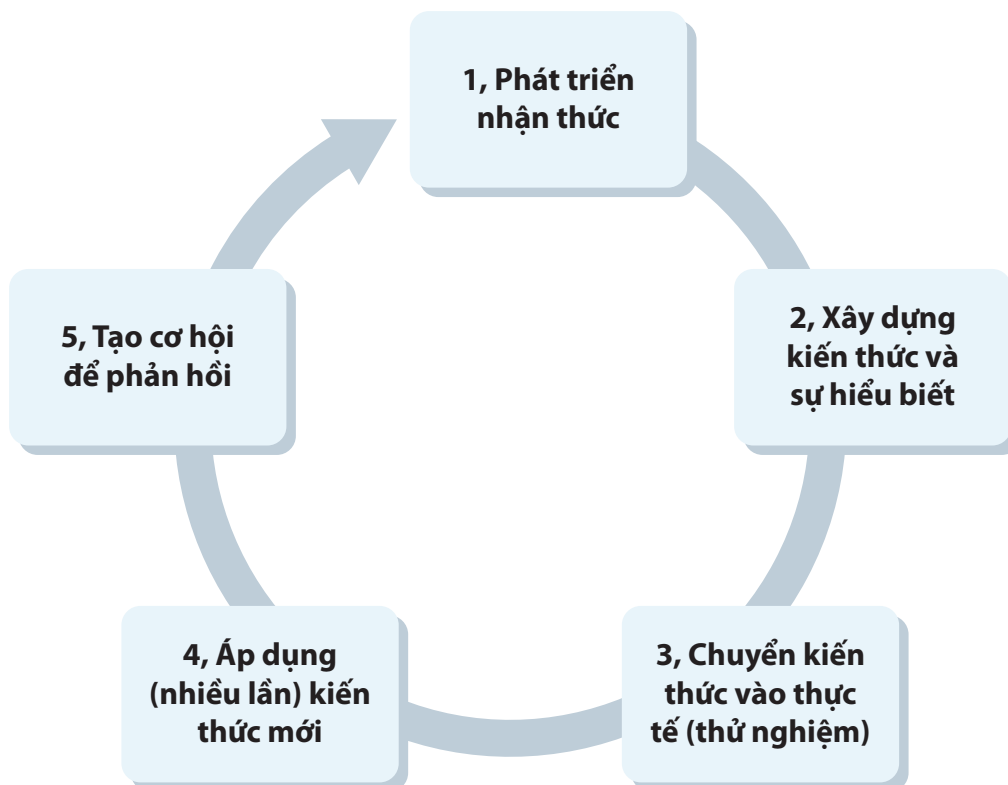 1, Phát triển
nhận thức
2, Xây dựng
kiến thức và
sự hiểu biết
3, Chuyển kiến
thức vào thực
tế (thử nghiệm)
4, Áp dụng
(nhiều lần) kiến
thức mới
5, Tạo cơ hội
để phản hồi